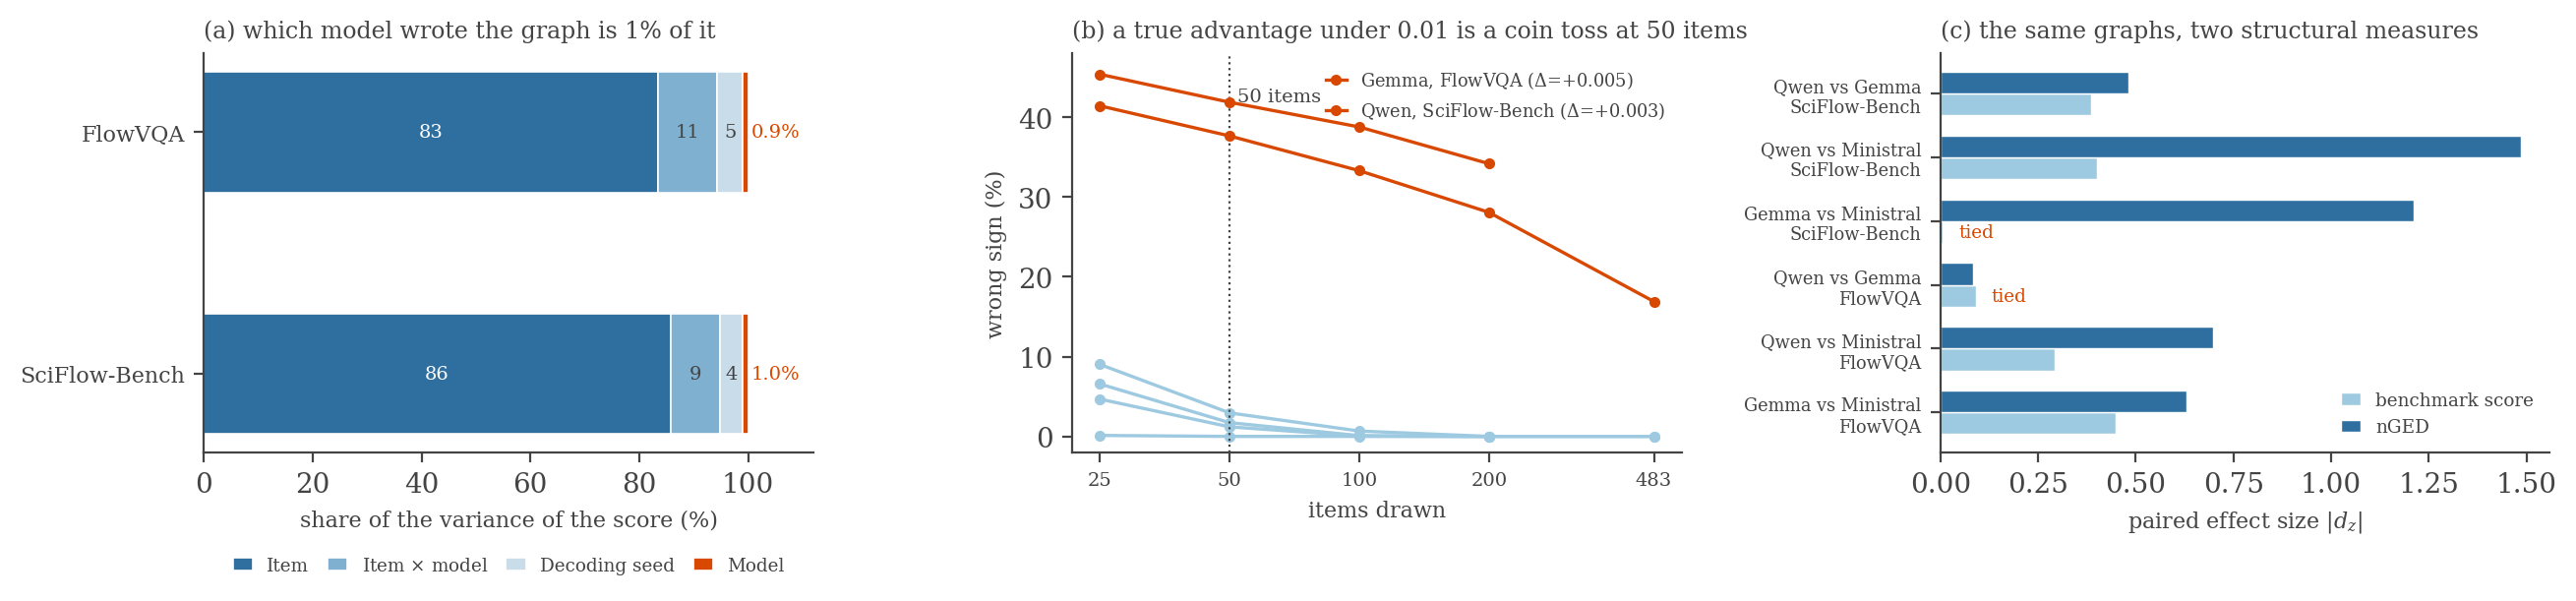 (a) which model wrote the graph is 1% of it
FlowVQA
83
11
5
0.9%
SciFlow-Bench
86
9
4
1.0%
0
20
40
60
80
100
share of the variance of the score (%)
Item
Item × model
Decoding seed
Model
(b) a true advantage under 0.01 is a coin toss at 50 items
wrong sign (%)
40
30
20
10
0
50 items
Gemma, FlowVQA (Δ=+0.005)
Qwen, SciFlow-Bench (Δ=+0.003)
25
50
100
200
483
items drawn
(c) the same graphs, two structural measures
Qwen vs Gemma
SciFlow-Bench
Qwen vs Ministral
SciFlow-Bench
Gemma vs Ministral
SciFlow-Bench
tied
Qwen vs Gemma
FlowVQA
tied
Qwen vs Ministral
FlowVQA
Gemma vs Ministral
FlowVQA
benchmark score
nGED
0.00
0.25
0.50
0.75
1.00
1.25
1.50
paired effect size |d_z|